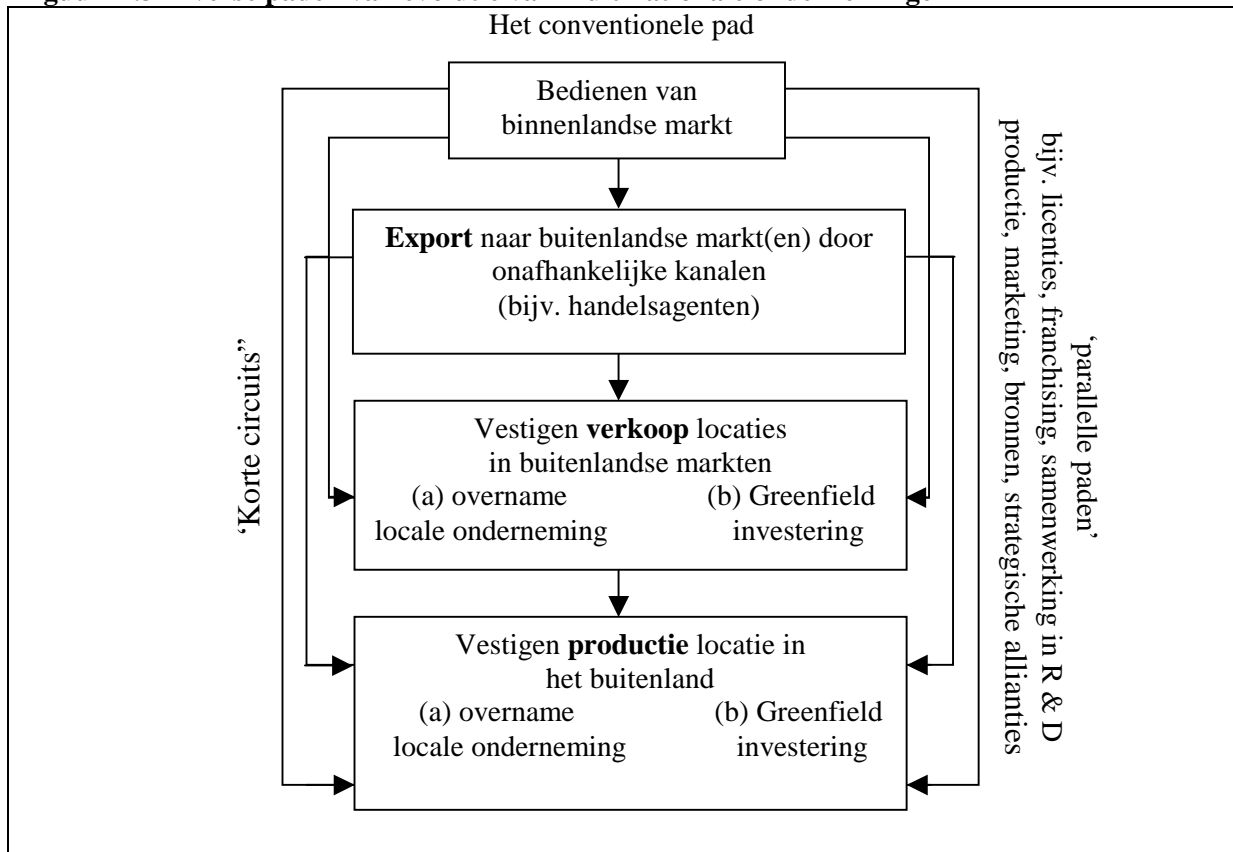 Het conventionele pad
Bedienen van
binnenlandse markt
Export naar buitenlandse markt(en) door
onafhankelijke kanalen
(bijv. handelsagenten)
Vestigen verkoop locaties
in buitenlandse markten
(a) overname (b) Greenfield
locale onderneming investering
Vestigen productie locatie in
het buitenland
(a) overname (b) Greenfield
locale onderneming investering
‘Korte circuits”
‘parallelle paden’
bijv. licenties, franchising, samenwerking in R & D
productie, marketing, bronnen, strategische allianties